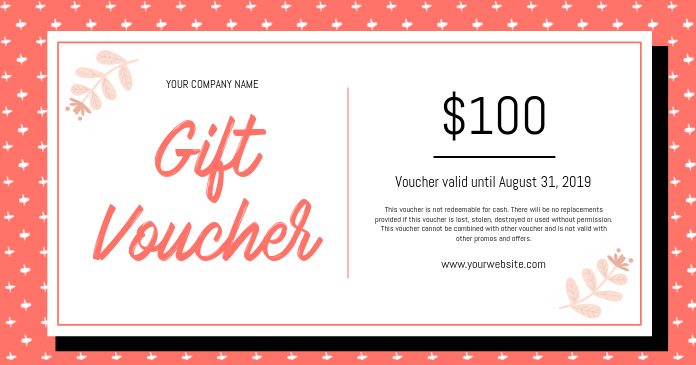 YOUR COMPANY NAME
Gift
Voucher
$100
Voucher valid until August 31, 2019
This voucher is not redeemable for cash. There will be no replacements
provided if this voucher is lost, stolen, destroyed or used without permission.
This voucher cannot be combined with other voucher and is not valid with
other promos and offers.
www.yourwebsite.com